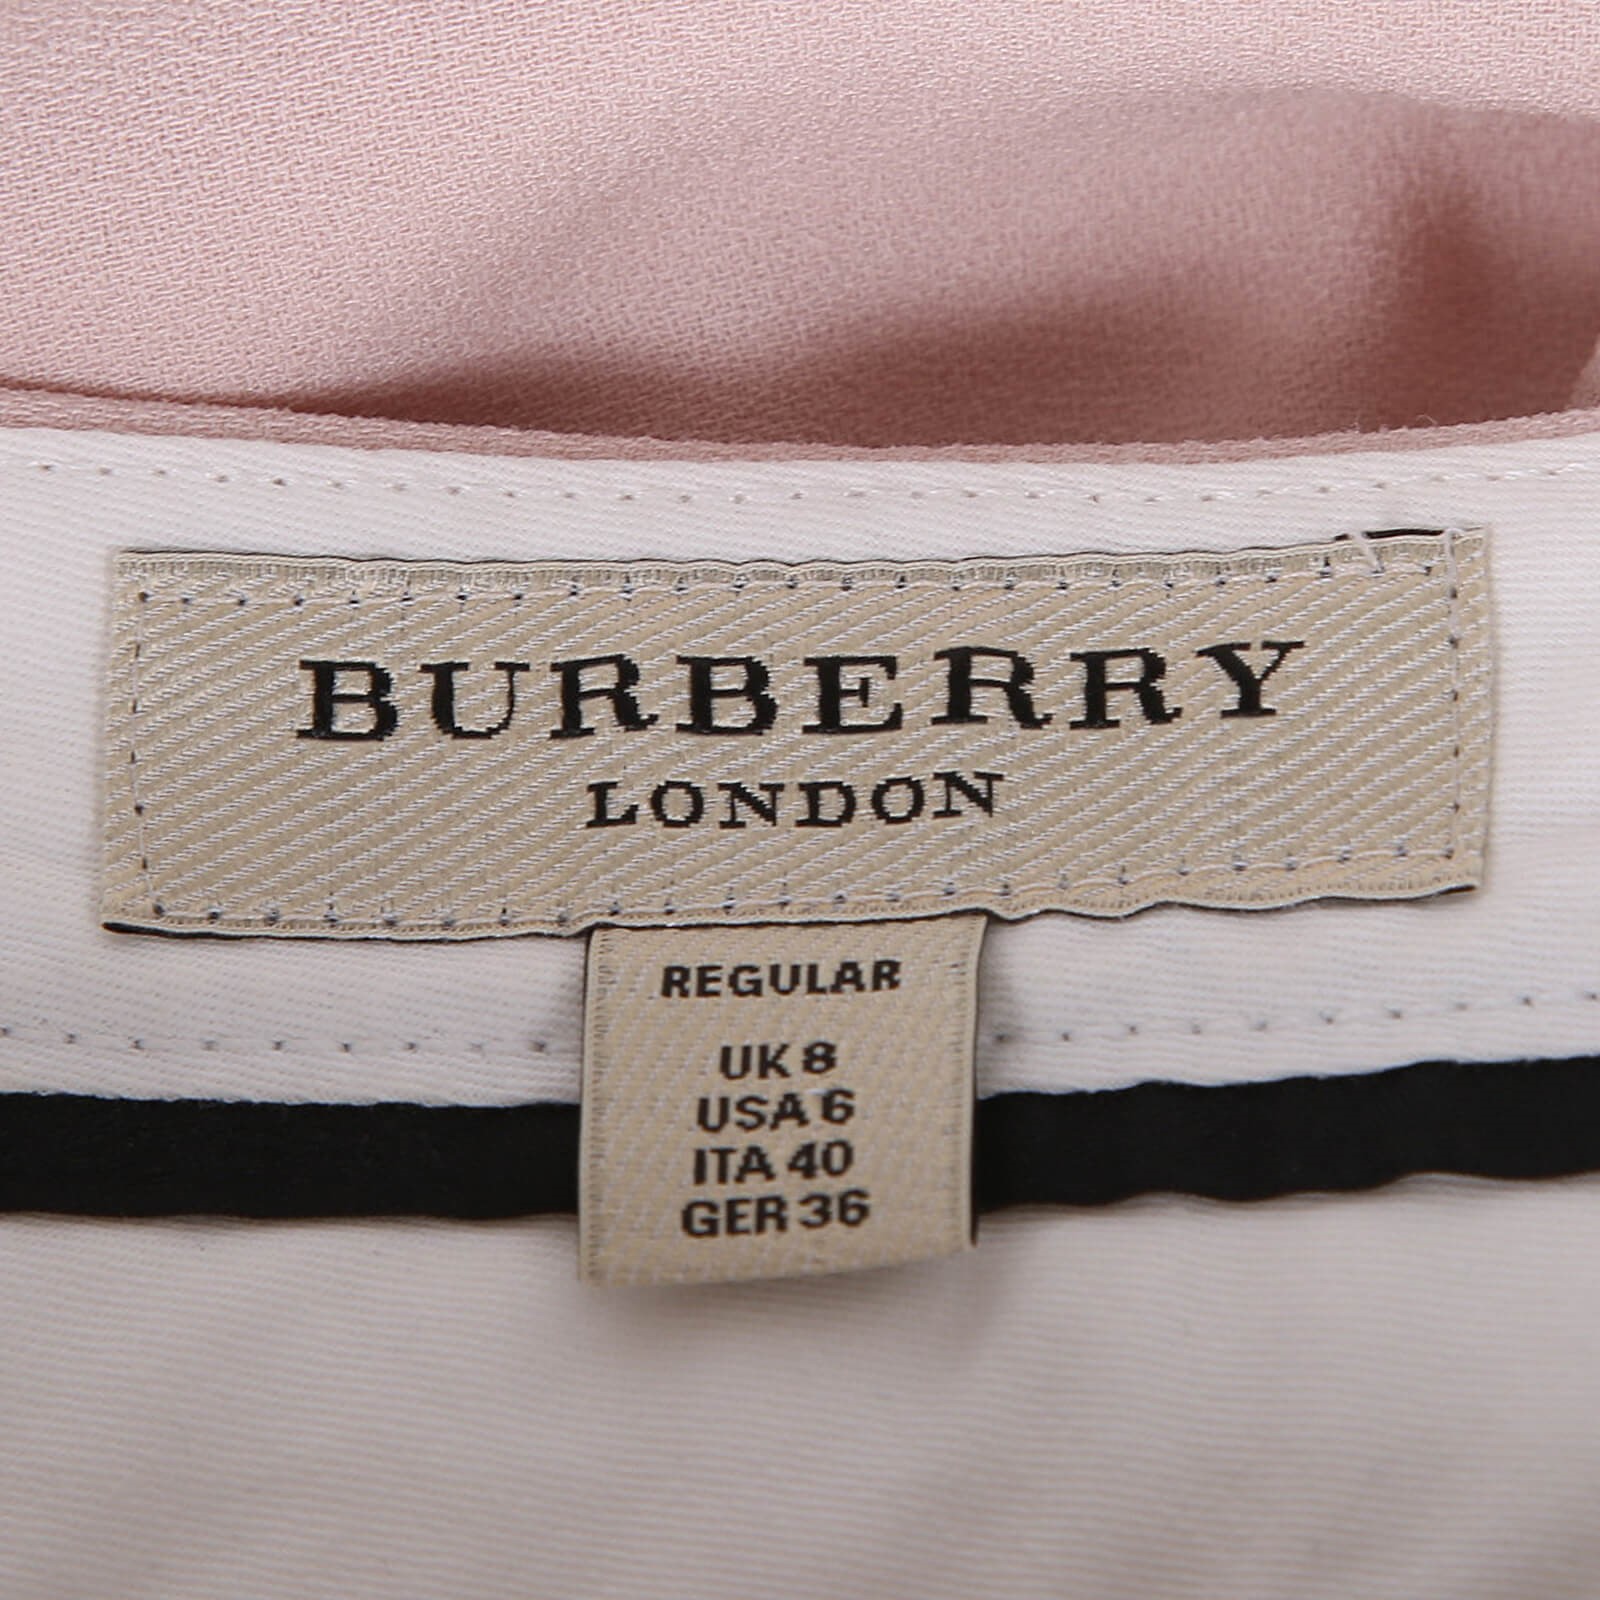 BURBERRY
LONDON
REGULAR
UK 8
USA 6
ITA 40
GER 36